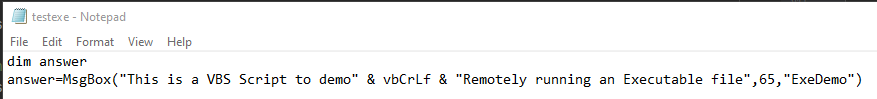 testexe - Notepad
File Edit Format View Help
dim answer
answer=MsgBox("This is a VBS Script to demo" & vbCrLf & "Remotely running an Executable file",65,"ExeDemo")